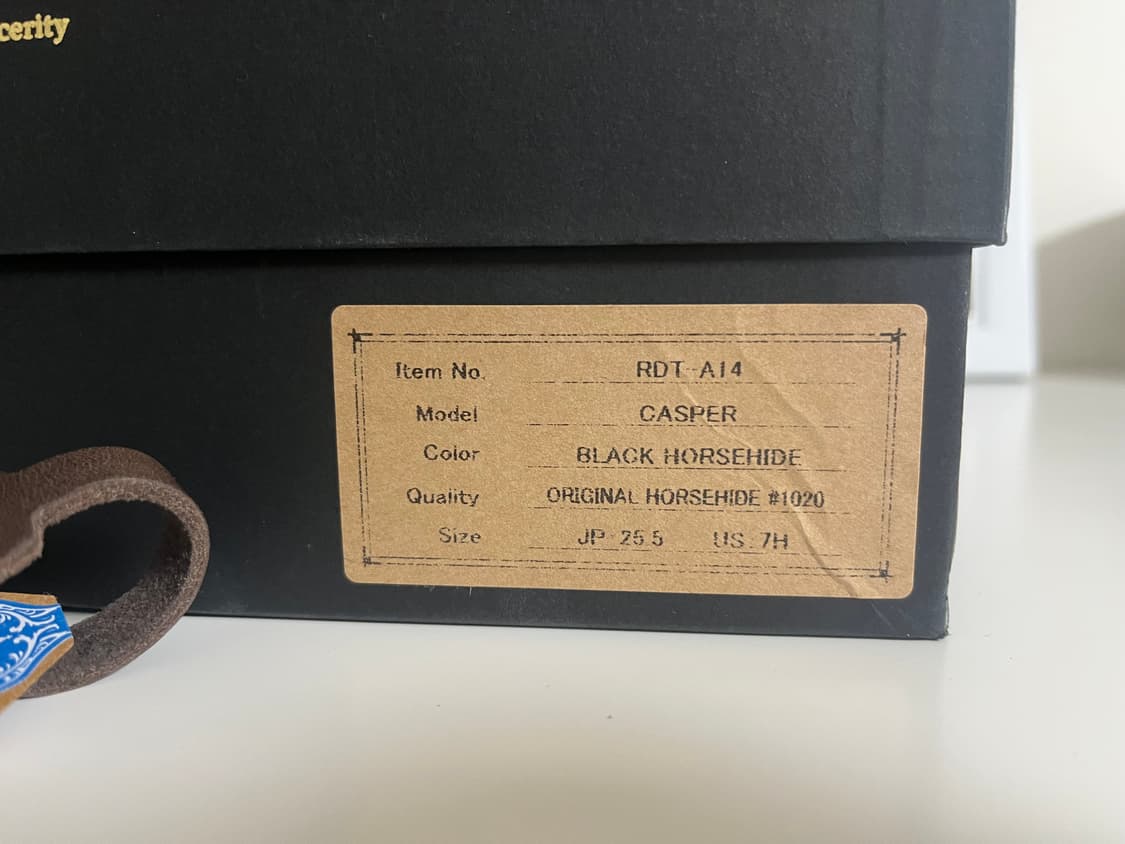 cerity
Item No. RDT-A14
Model CASPER
Color BLACK HORSEHIDE
Quality ORIGINAL HORSEHIDE #1020
Size JP 25.5 US 7H